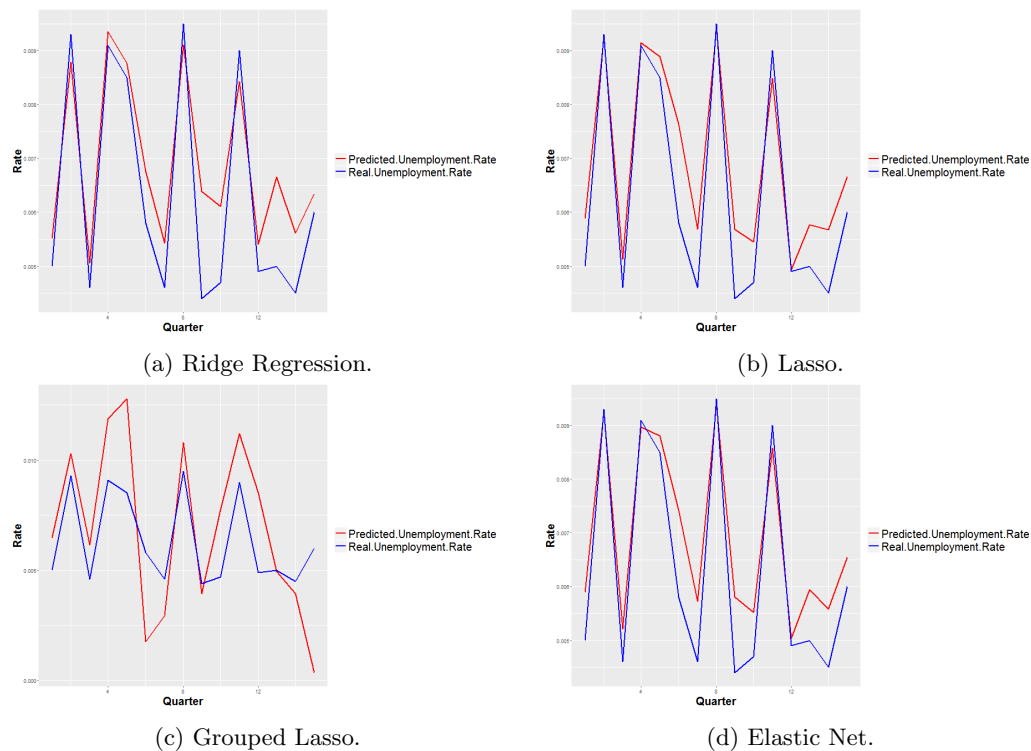 0.009
0.008
0.007
0.006
0.005
Rate
4
8
12
Quarter
Predicted.Unemployment.Rate
Real.Unemployment.Rate
(a) Ridge Regression.
0.009
0.008
0.007
0.006
0.005
Rate
4
8
12
Quarter
Predicted.Unemployment.Rate
Real.Unemployment.Rate
(b) Lasso.
0.010
0.005
0.000
Rate
4
8
12
Quarter
Predicted.Unemployment.Rate
Real.Unemployment.Rate
(c) Grouped Lasso.
0.009
0.008
0.007
0.006
0.005
Rate
4
8
12
Quarter
Predicted.Unemployment.Rate
Real.Unemployment.Rate
(d) Elastic Net.